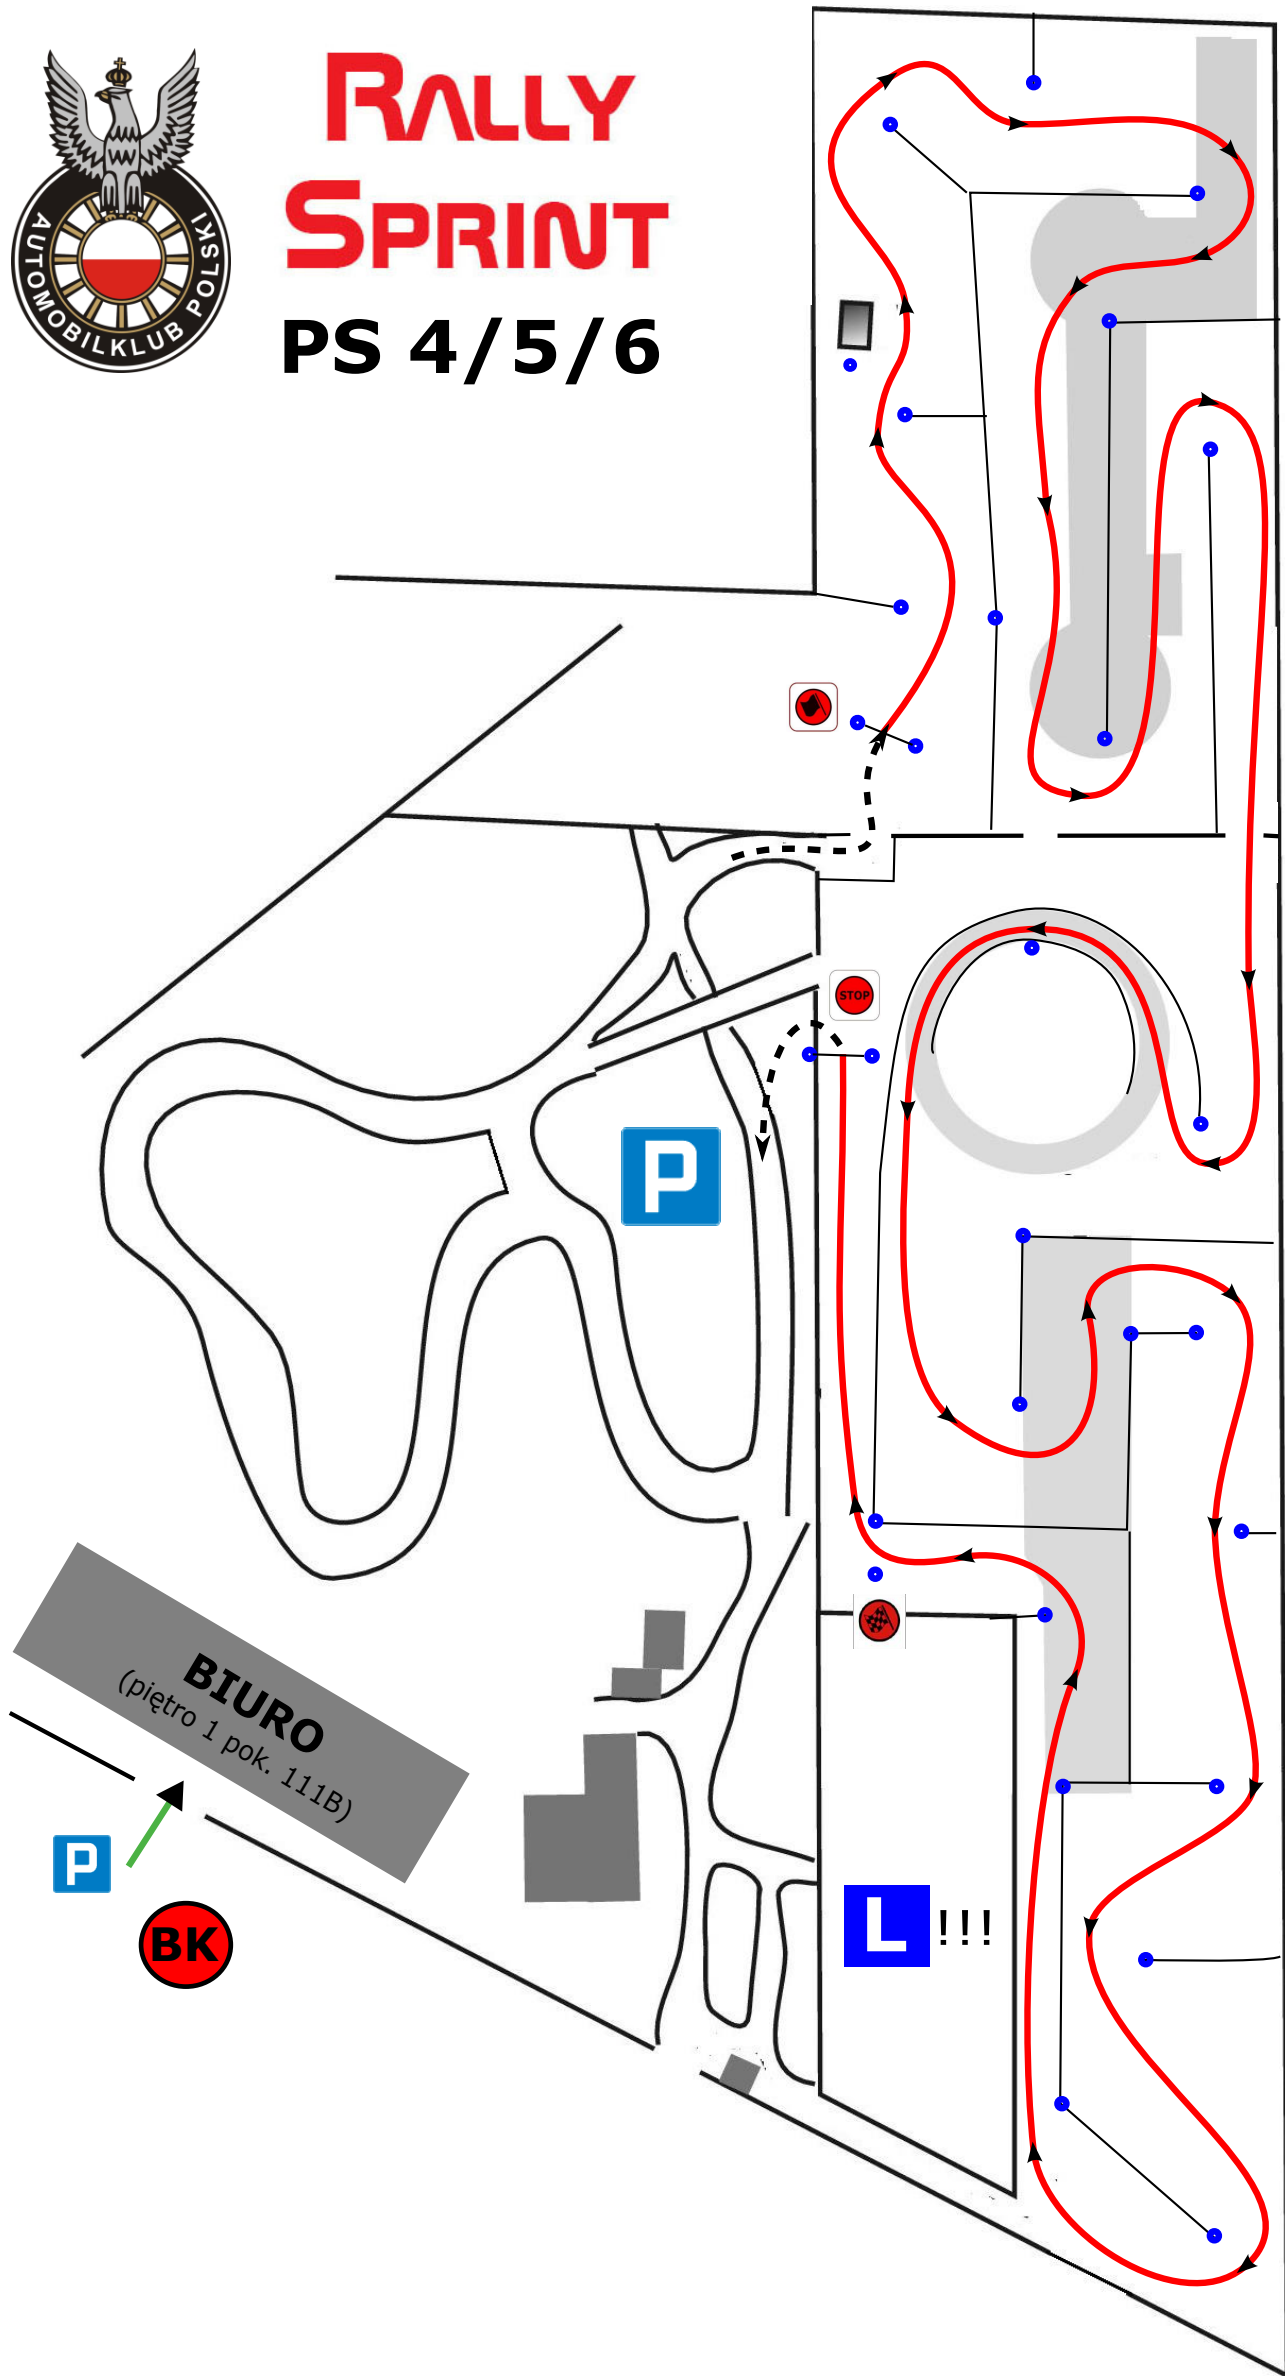 RALLY
SPRINT
PS 4/5/6
AUTOMOBILKLUB POLSKI
STOP
P
BIURO
(piętro 1 pok. 111B)
P
BK
L !!!